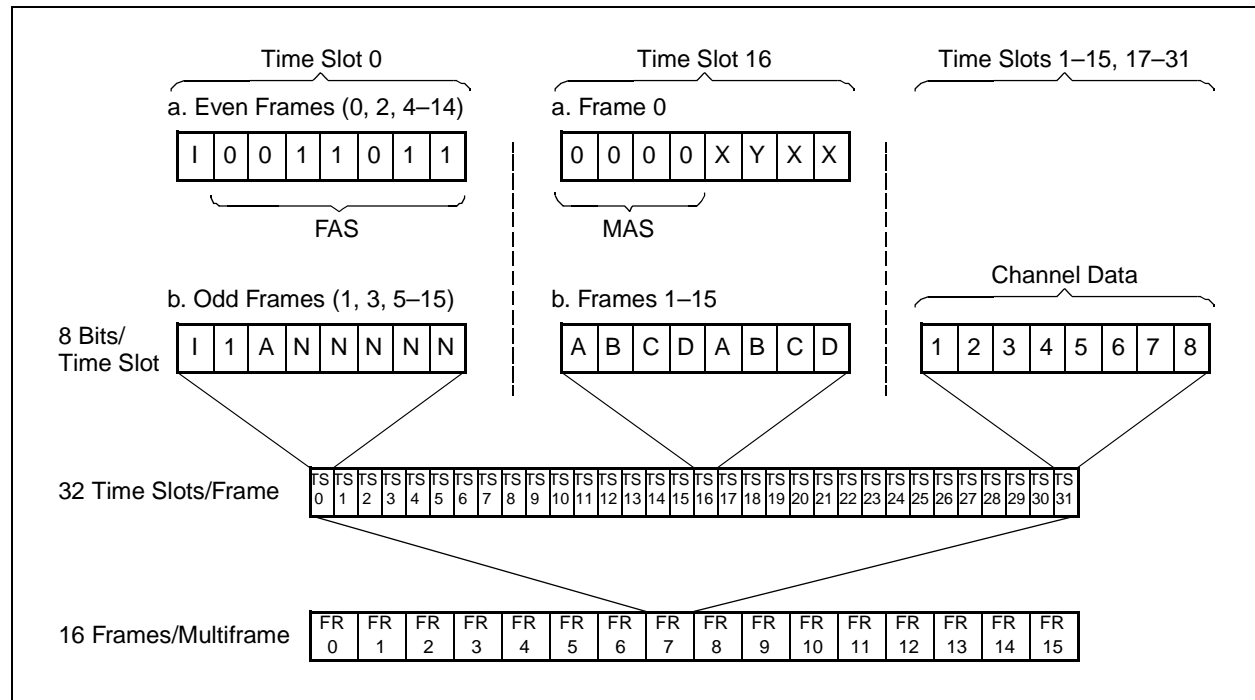 Time Slot 0 Time Slot 16 Time Slots 1–15, 17–31
a. Even Frames (0, 2, 4–14) a. Frame 0
I 0 0 1 1 0 1 1 0 0 0 0 X Y X X
FAS MAS
Channel Data
b. Odd Frames (1, 3, 5–15) b. Frames 1–15
8 Bits/
Time Slot
I 1 A N N N N N A B C D A B C D 1 2 3 4 5 6 7 8
32 Time Slots/Frame
TS TS TS TS TS TS TS TS TS TS TS TS TS TS TS TS TS TS TS TS TS TS TS TS TS TS TS TS TS TS TS TS
0 1 2 3 4 5 6 7 8 9 10 11 12 13 14 15 16 17 18 19 20 21 22 23 24 25 26 27 28 29 30 31
16 Frames/Multiframe
FR FR FR FR FR FR FR FR FR FR FR FR FR FR FR FR
0 1 2 3 4 5 6 7 8 9 10 11 12 13 14 15